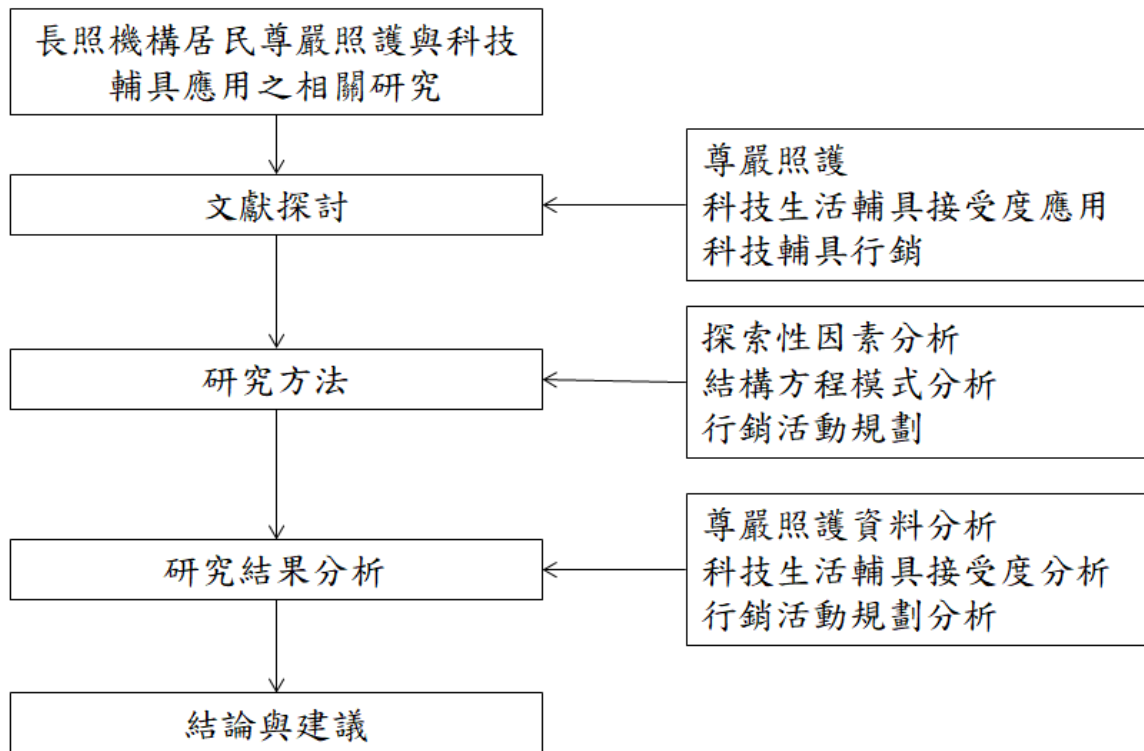 長照機構居民尊嚴照護與科技
輔具應用之相關研究
文獻探討
尊嚴照護
科技生活輔具接受度應用
科技輔具行銷
研究方法
探索性因素分析
結構方程模式分析
行銷活動規劃
研究結果分析
尊嚴照護資料分析
科技生活輔具接受度分析
行銷活動規劃分析
結論與建議